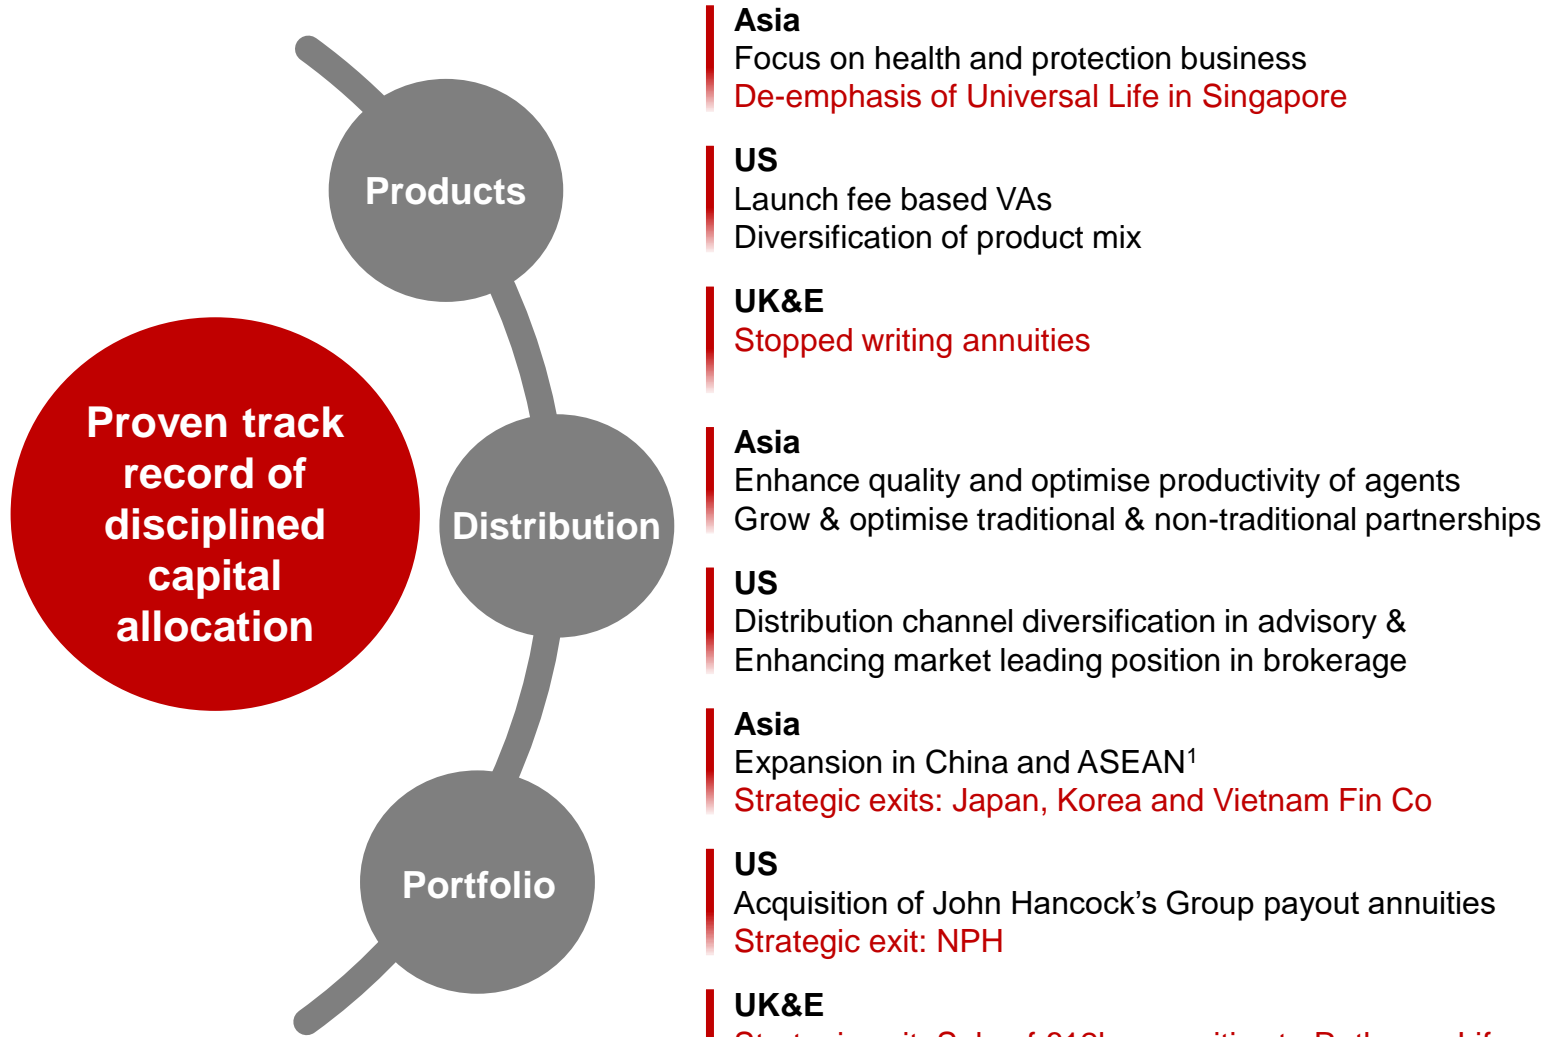 Proven track
record of
disciplined
capital
allocation
Products
Asia
Focus on health and protection business
De-emphasis of Universal Life in Singapore
US
Launch fee based VAs
Diversification of product mix
UK&E
Stopped writing annuities
Distribution
Asia
Enhance quality and optimise productivity of agents
Grow & optimise traditional & non-traditional partnerships
US
Distribution channel diversification in advisory &
Enhancing market leading position in brokerage
Portfolio
Asia
Expansion in China and ASEAN¹
Strategic exits: Japan, Korea and Vietnam Fin Co
US
Acquisition of John Hancock’s Group payout annuities
Strategic exit: NPH
UK&E